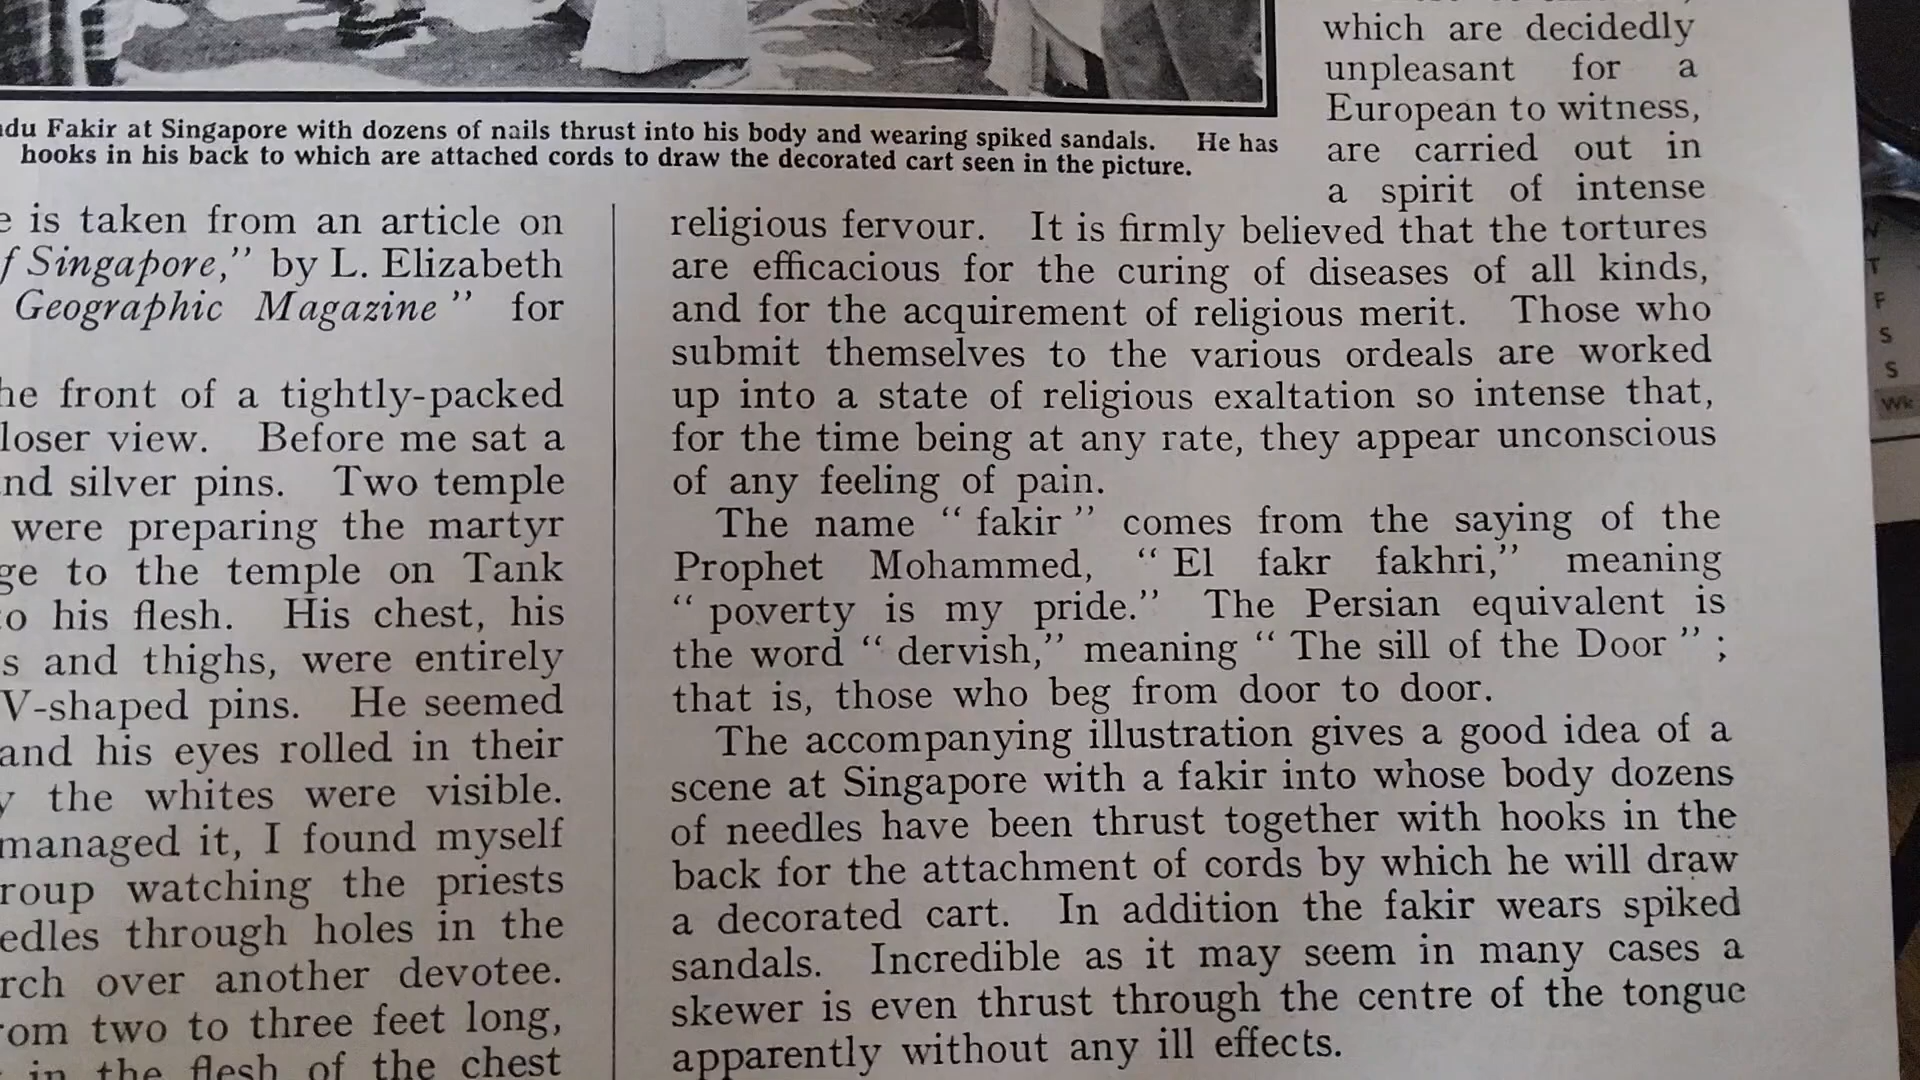 Fakir at Singapore with dozens of nails thrust into his body and wearing spiked sandals. He has
hooks in his back to which are attached cords to draw the decorated cart seen in the picture.
is taken from an article on
Singapore," by L. Elizabeth
Geographic Magazine" for
front of a tightly-packed
view. Before me sat a
silver pins. Two temple
were preparing the martyr
to the temple on Tank
his flesh. His chest, his
and thighs, were entirely
V-shaped pins. He seemed
and his eyes rolled in their
the whites were visible.
managed it, I found myself
watching the priests
through holes in the
over another devotee.
two to three feet long,
in the flesh of the chest
which are decidedly
unpleasant for a
European to witness,
are carried out in
a spirit of intense
religious fervour. It is firmly believed that the tortures
are efficacious for the curing of diseases of all kinds,
and for the acquirement of religious merit. Those who
submit themselves to the various ordeals are worked
up into a state of religious exaltation so intense that,
for the time being at any rate, they appear unconscious
of any feeling of pain.
The name "fakir" comes from the saying of the
Prophet Mohammed, "El fakr fakhri," meaning
"poverty is my pride." The Persian equivalent is
the word "dervish," meaning "The sill of the Door";
that is, those who beg from door to door.
The accompanying illustration gives a good idea of a
scene at Singapore with a fakir into whose body dozens
of needles have been thrust together with hooks in the
back for the attachment of cords by which he will draw
a decorated cart. In addition the fakir wears spiked
sandals. Incredible as it may seem in many cases a
skewer is even thrust through the centre of the tongue
apparently without any ill effects.
T
F
S
S
Wk